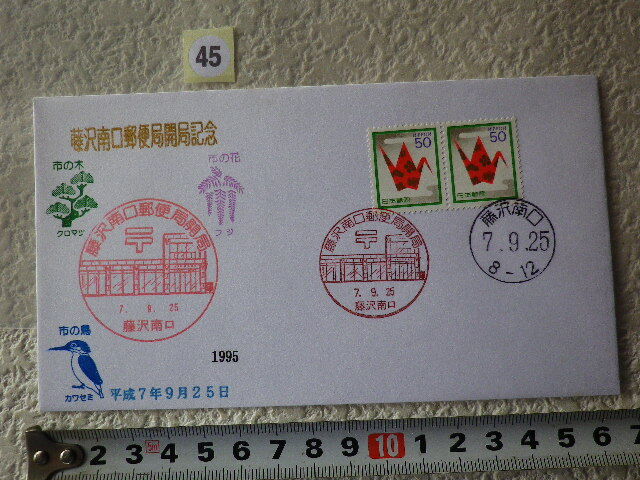 45
藤沢南口郵便局開局記念
市の木
クロマツ
市の花
フジ
藤沢南口郵便局開局
7. 9. 25
藤沢南口
市の鳥
カワセミ
1995
平成7年9月25日
NIPPON 50
日本郵便
NIPPON 50
日本郵便
藤沢南口郵便局開局
7. 9. 25
藤沢南口
藤沢南口
7. 9. 25
8-12
2 3 5m 4 5 6 7 8 9 10 1 2 3 4 5 6 7